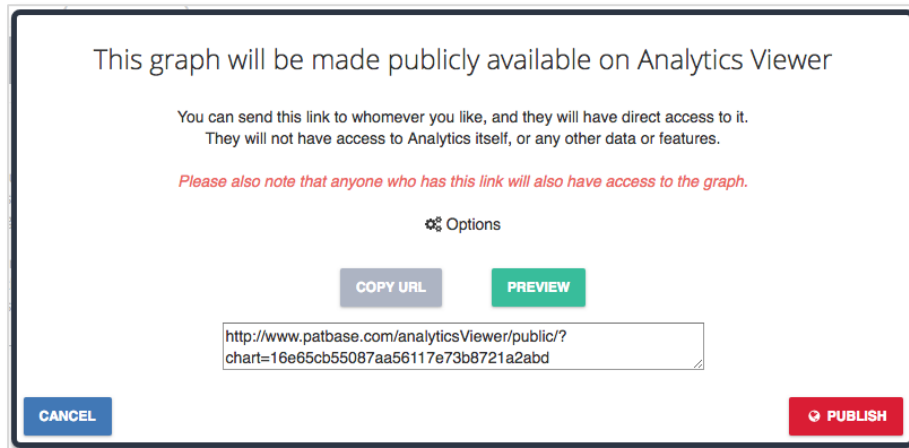 This graph will be made publicly available on Analytics Viewer
You can send this link to whomever you like, and they will have direct access to it.
They will not have access to Analytics itself, or any other data or features.
Please also note that anyone who has this link will also have access to the graph.
Options
COPY URL
PREVIEW
http://www.patbase.com/analyticsViewer/public/?
chart=16e65cb55087aa56117e73b8721a2abd
CANCEL
PUBLISH